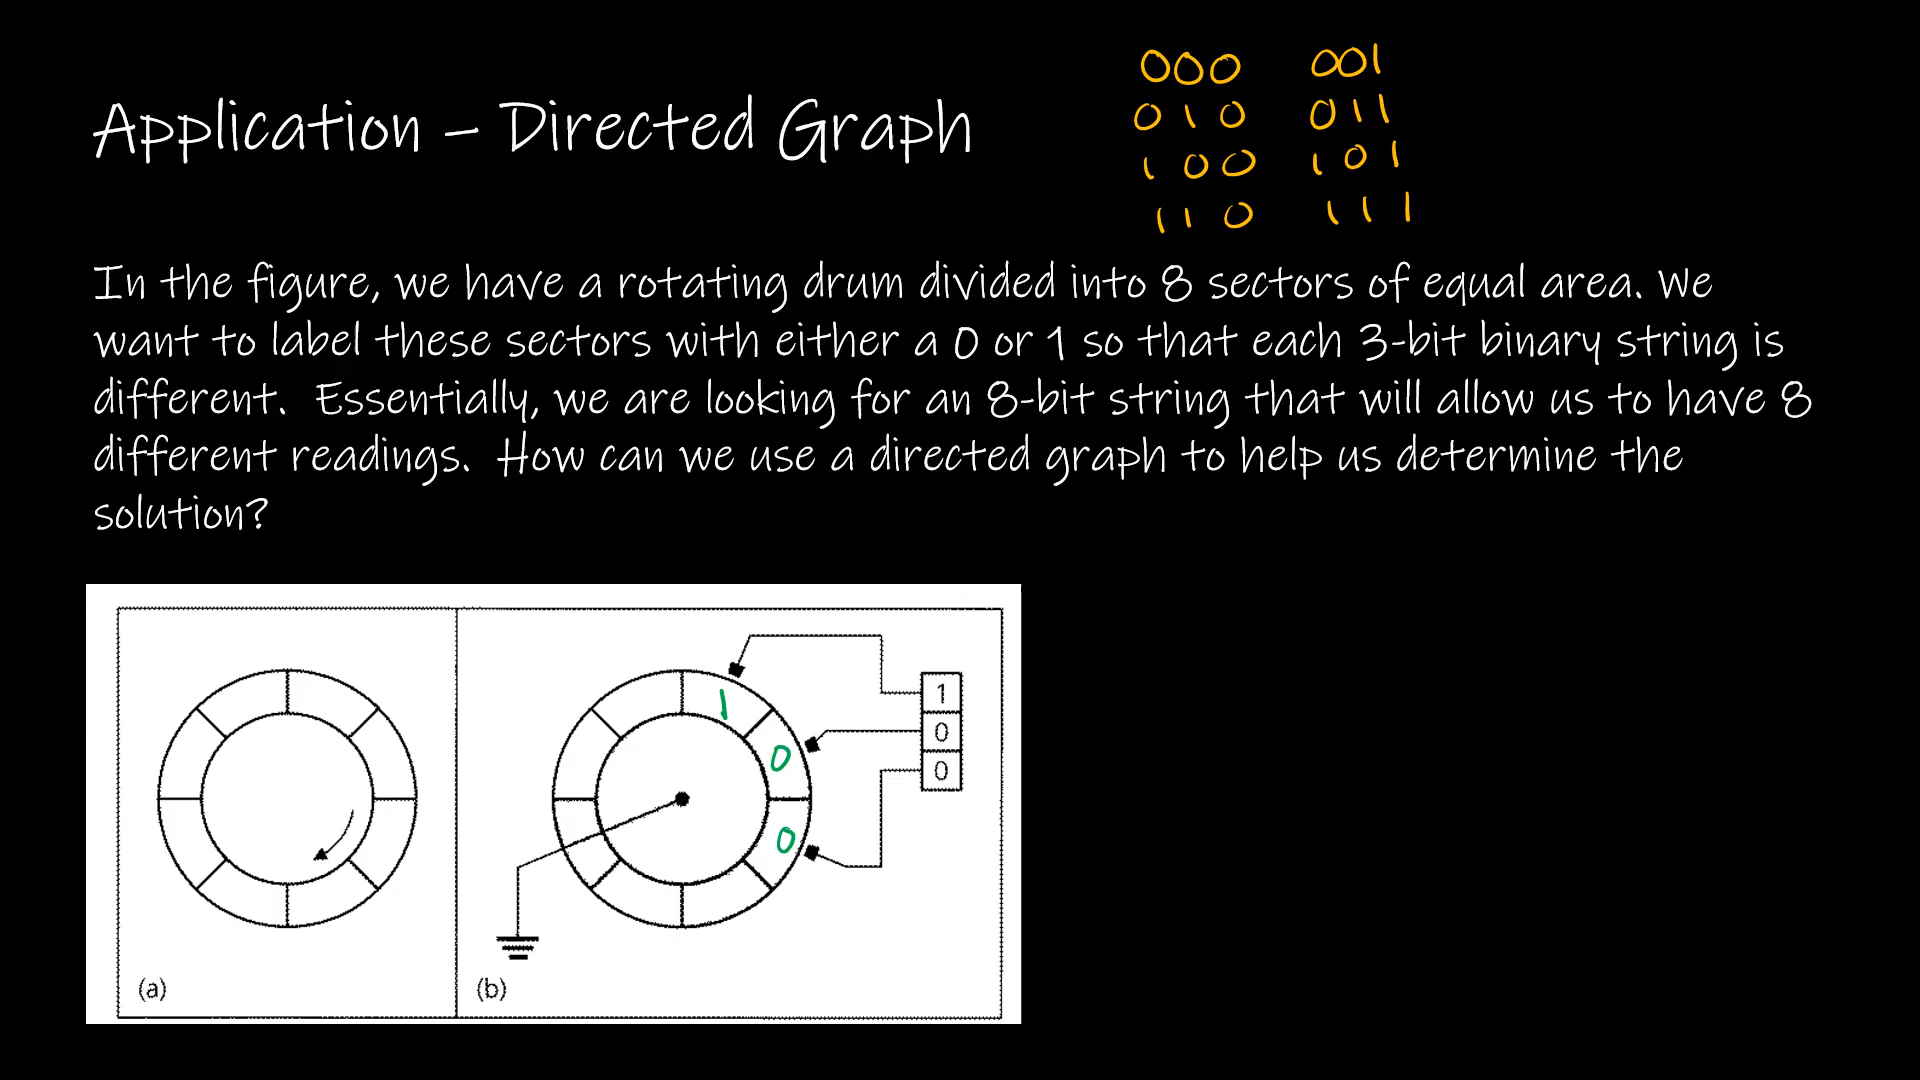 000 001
Application – Directed Graph
010 011
100 101
110 111
In the figure, we have a rotating drum divided into 8 sectors of equal area. We
want to label these sectors with either a 0 or 1 so that each 3-bit binary string is
different. Essentially, we are looking for an 8-bit string that will allow us to have 8
different readings. How can we use a directed graph to help us determine the
solution?
1
1
0
0
0
0
(a)
(b)